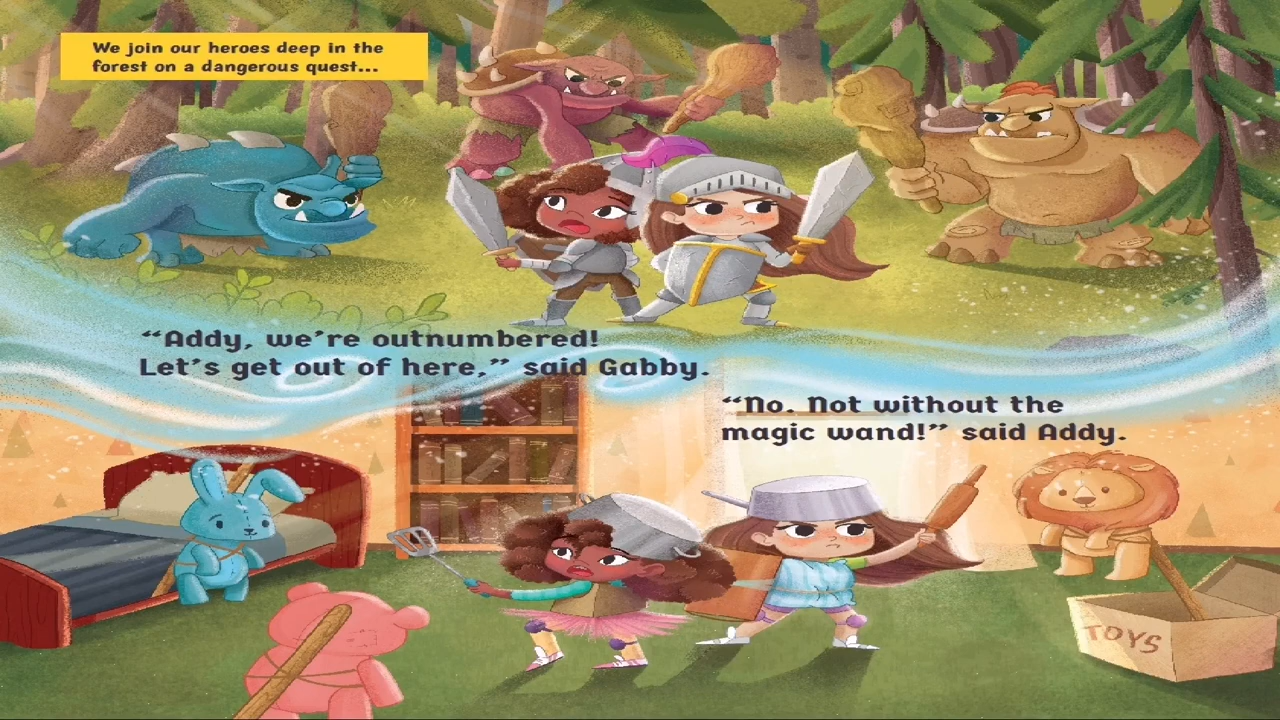 We join our heroes deep in the
forest on a dangerous quest...
“Addy, we’re outnumbered!
Let’s get out of here,” said Gabby.
“No. Not without the
magic wand!” said Addy.
TOYS